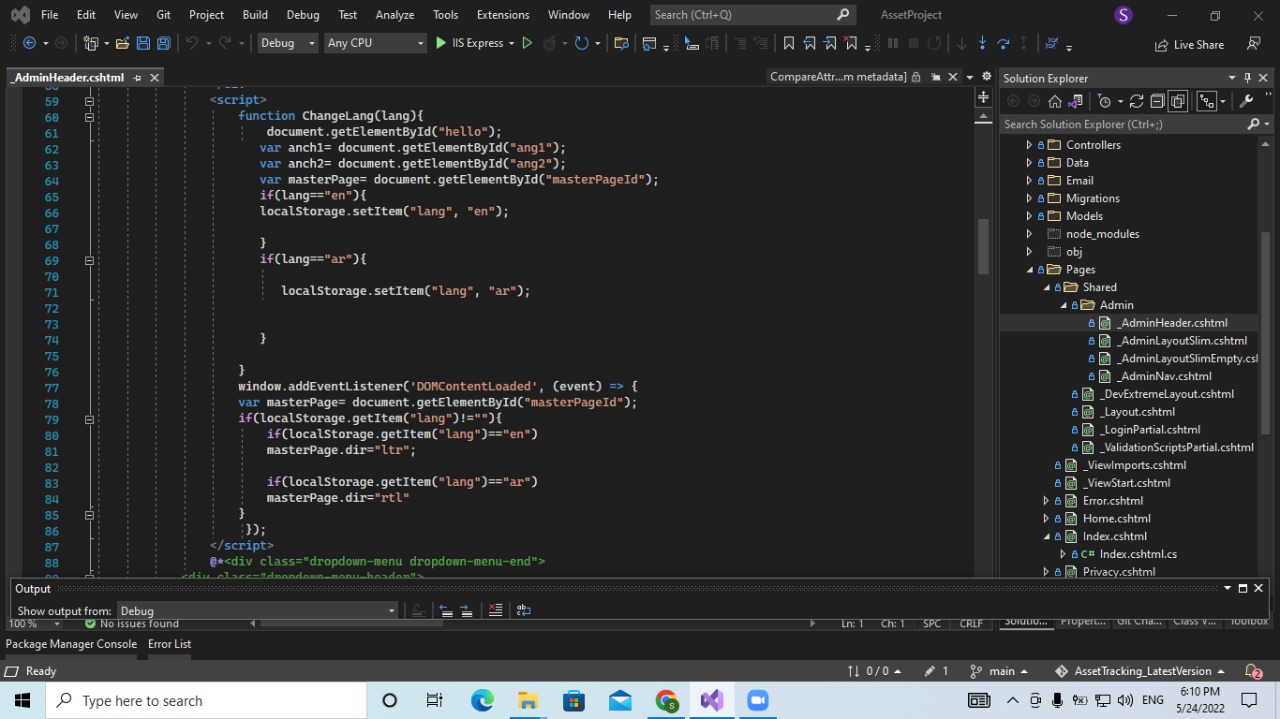 File Edit View Git Project Build Debug Test Analyze Tools Extensions Window Help Search (Ctrl+Q) AssetProject S
Debug Any CPU IIS Express Live Share
_AdminHeader.cshtml CompareAttr...m metadata] Solution Explorer
Search Solution Explorer (Ctrl+;)
59 <script>
60 function ChangeLang(lang){
61 document.getElementById("hello");
62 var anch1= document.getElementById("ang1");
63 var anch2= document.getElementById("ang2");
64 var masterPage= document.getElementById("masterPageId");
65 if(lang=="en"){
66 localStorage.setItem("lang", "en");
67
68 }
69 if(lang=="ar"){
70
71 localStorage.setItem("lang", "ar");
72
73
74 }
75
76 }
77 window.addEventListener('DOMContentLoaded', (event) => {
78 var masterPage= document.getElementById("masterPageId");
79 if(localStorage.getItem("lang")!=""){
80 if(localStorage.getItem("lang")=="en")
81 masterPage.dir="ltr";
82
83 if(localStorage.getItem("lang")=="ar")
84 masterPage.dir="rtl"
85 }
86 });
87 </script>
88 @*<div class="dropdown-menu dropdown-menu-end">
<div class="dropdown-menu-header">
Controllers
Data
Email
Migrations
Models
node_modules
obj
Pages
Shared
Admin
_AdminHeader.cshtml
_AdminLayoutSlim.cshtml
_AdminLayoutSlimEmpty.csl
_AdminNav.cshtml
_DevExtremeLayout.cshtml
_Layout.cshtml
_LoginPartial.cshtml
_ValidationScriptsPartial.cshtml
_ViewImports.cshtml
_ViewStart.cshtml
Error.cshtml
Home.cshtml
Index.cshtml
C# Index.cshtml.cs
Privacy.cshtml
Output
Show output from: Debug
100 % No issues found Ln: 1 Ch: 1 SPC CRLF Solutio... Propert... Git Cha... Class V... Toolbox
Package Manager Console Error List
Ready 0 / 0 1 main AssetTracking_LatestVersion 2
Type here to search ENG 6:10 PM
5/24/2022